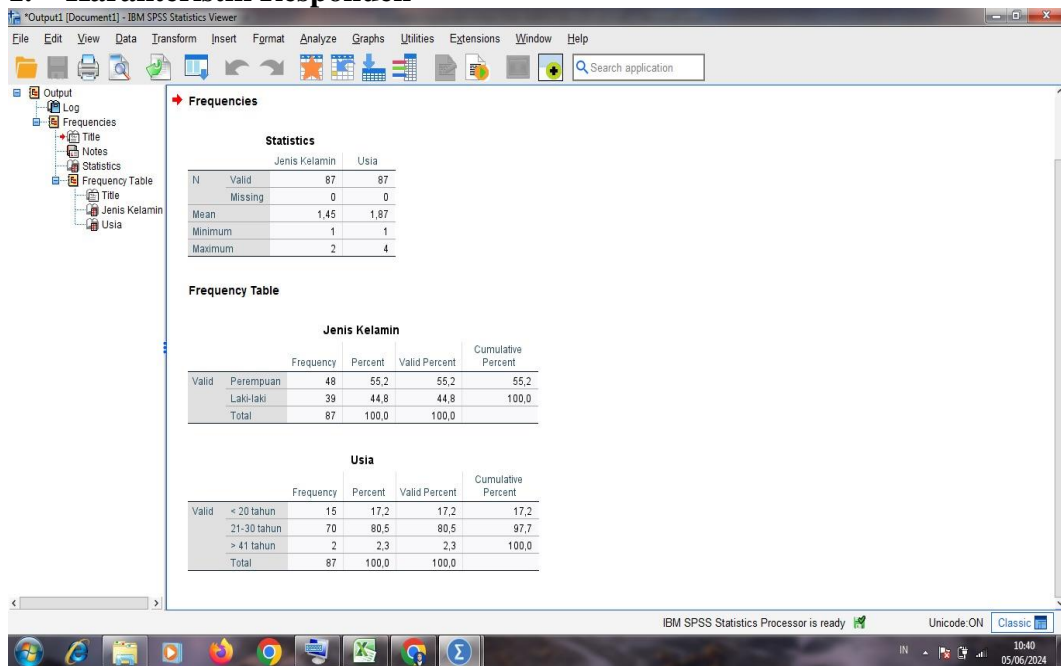 *Output1 [Document1] - IBM SPSS Statistics Viewer
File Edit View Data Transform Insert Format Analyze Graphs Utilities Extensions Window Help
Search application
Output
Log
Frequencies
Title
Notes
Statistics
Frequency Table
Title
Jenis Kelamin
Usia
Frequencies
Statistics
Jenis Kelamin Usia
N Valid 87 87
Missing 0 0
Mean 1,45 1,87
Minimum 1 1
Maximum 2 4
Frequency Table
Jenis Kelamin
Frequency Percent Valid Percent Cumulative Percent
Valid Perempuan 48 55,2 55,2 55,2
Laki-laki 39 44,8 44,8 100,0
Total 87 100,0 100,0
Usia
Frequency Percent Valid Percent Cumulative Percent
Valid < 20 tahun 15 17,2 17,2 17,2
21-30 tahun 70 80,5 80,5 97,7
> 41 tahun 2 2,3 2,3 100,0
Total 87 100,0 100,0
IBM SPSS Statistics Processor is ready Unicode:ON Classic
IN 10:40
05/06/2024